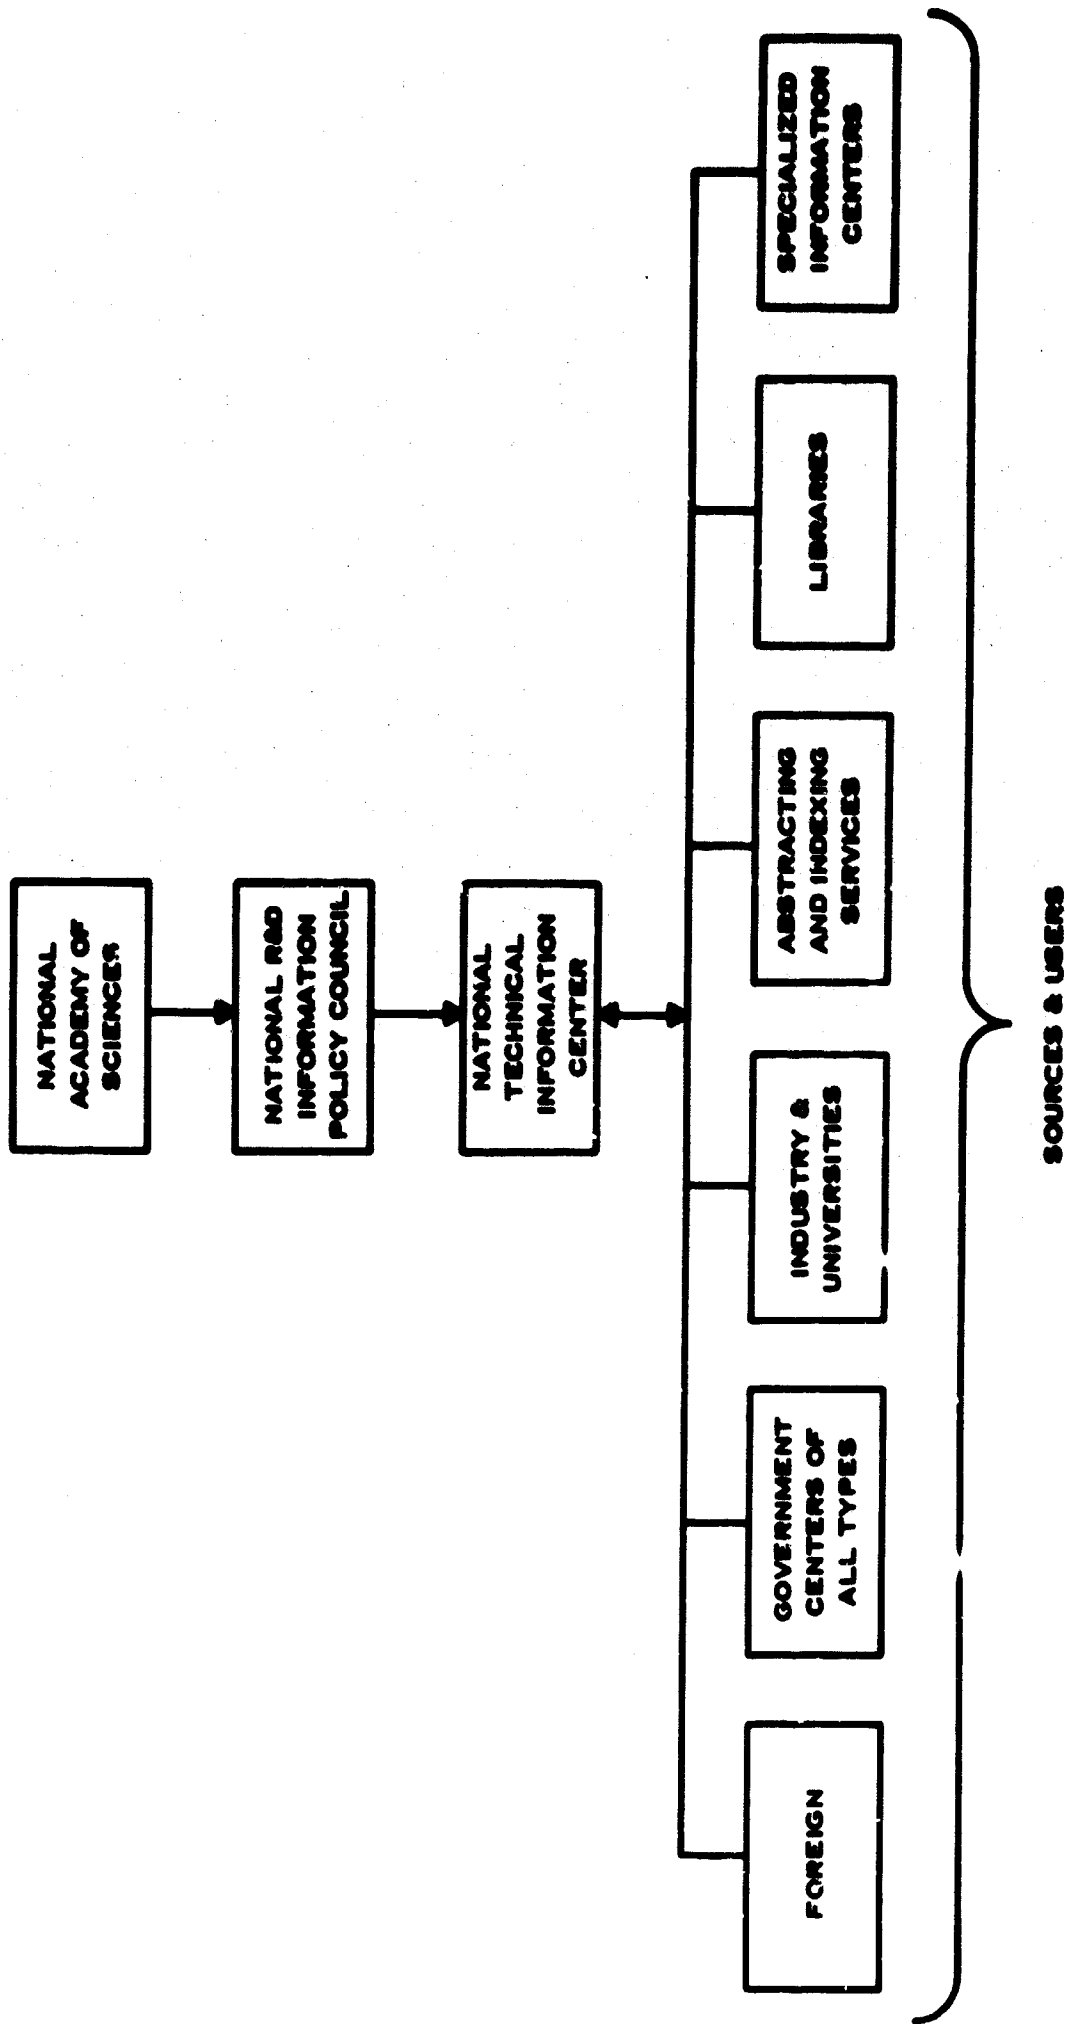 NATIONAL
ACADEMY OF
SCIENCES
NATIONAL R&D
INFORMATION
POLICY COUNCIL
NATIONAL
TECHNICAL
INFORMATION
CENTER
FOREIGN
GOVERNMENT
CENTERS OF
ALL TYPES
INDUSTRY &
UNIVERSITIES
ABSTRACTING
AND INDEXING
SERVICES
LIBRARIES
SPECIALIZED
INFORMATION
CENTERS
SOURCES & USERS